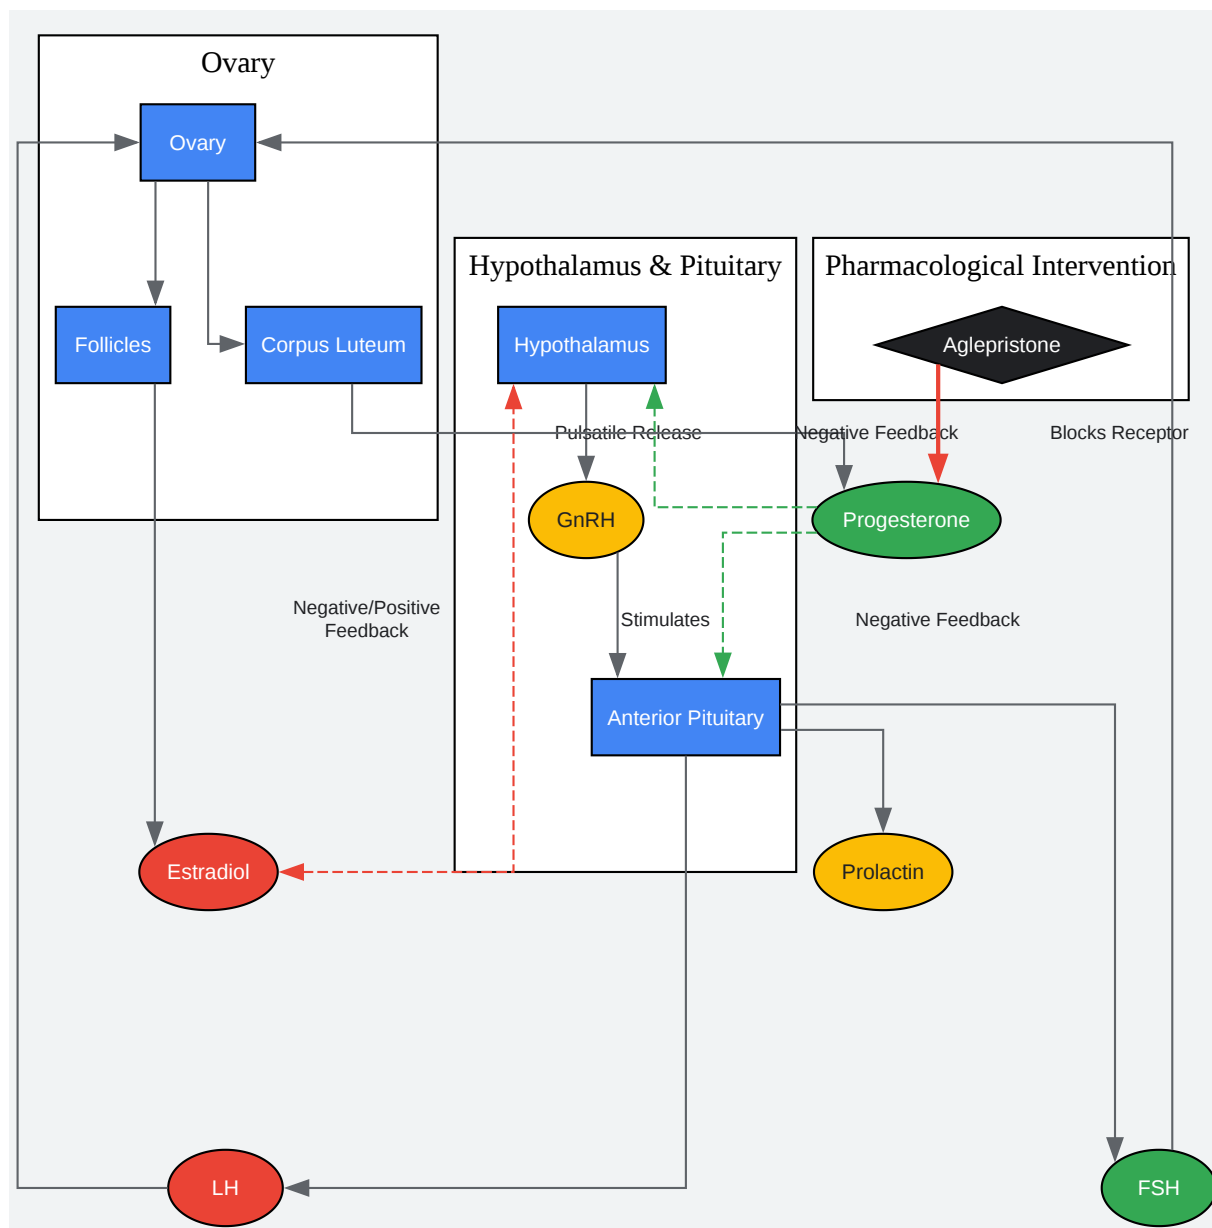 Ovary
Ovary
Hypothalamus & Pituitary
Pharmacological Intervention
Follicles
Corpus Luteum
Hypothalamus
Aglepristone
Pulsatile Release
Negative Feedback
Blocks Receptor
GnRH
Progesterone
Negative/Positive
Feedback
Stimulates
Negative Feedback
Anterior Pituitary
Estradiol
Prolactin
LH
FSH